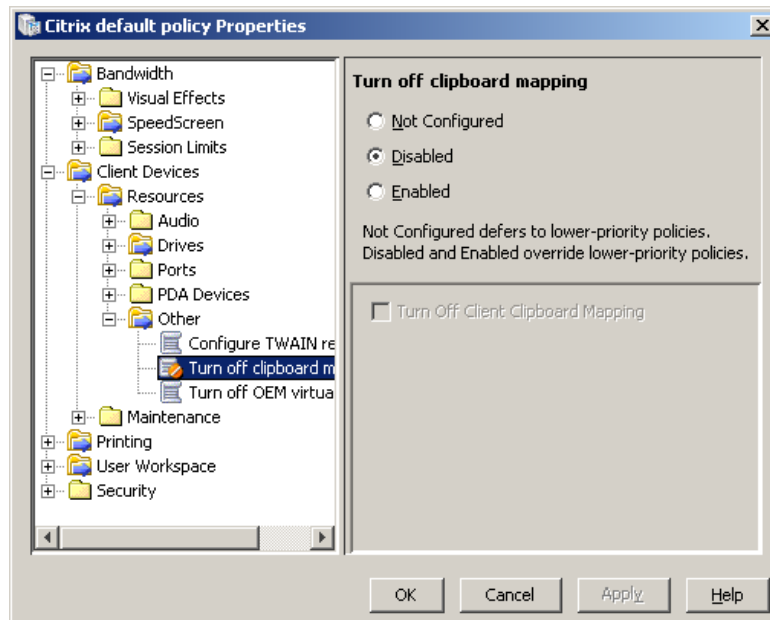 Citrix default policy Properties
Bandwidth
Visual Effects
SpeedScreen
Session Limits
Client Devices
Resources
Audio
Drives
Ports
PDA Devices
Other
Configure TWAIN re
Turn off clipboard m
Turn off OEM virtua
Maintenance
Printing
User Workspace
Security
Turn off clipboard mapping
Not Configured
Disabled
Enabled
Not Configured defers to lower-priority policies.
Disabled and Enabled override lower-priority policies.
Turn Off Client Clipboard Mapping
OK Cancel Apply Help